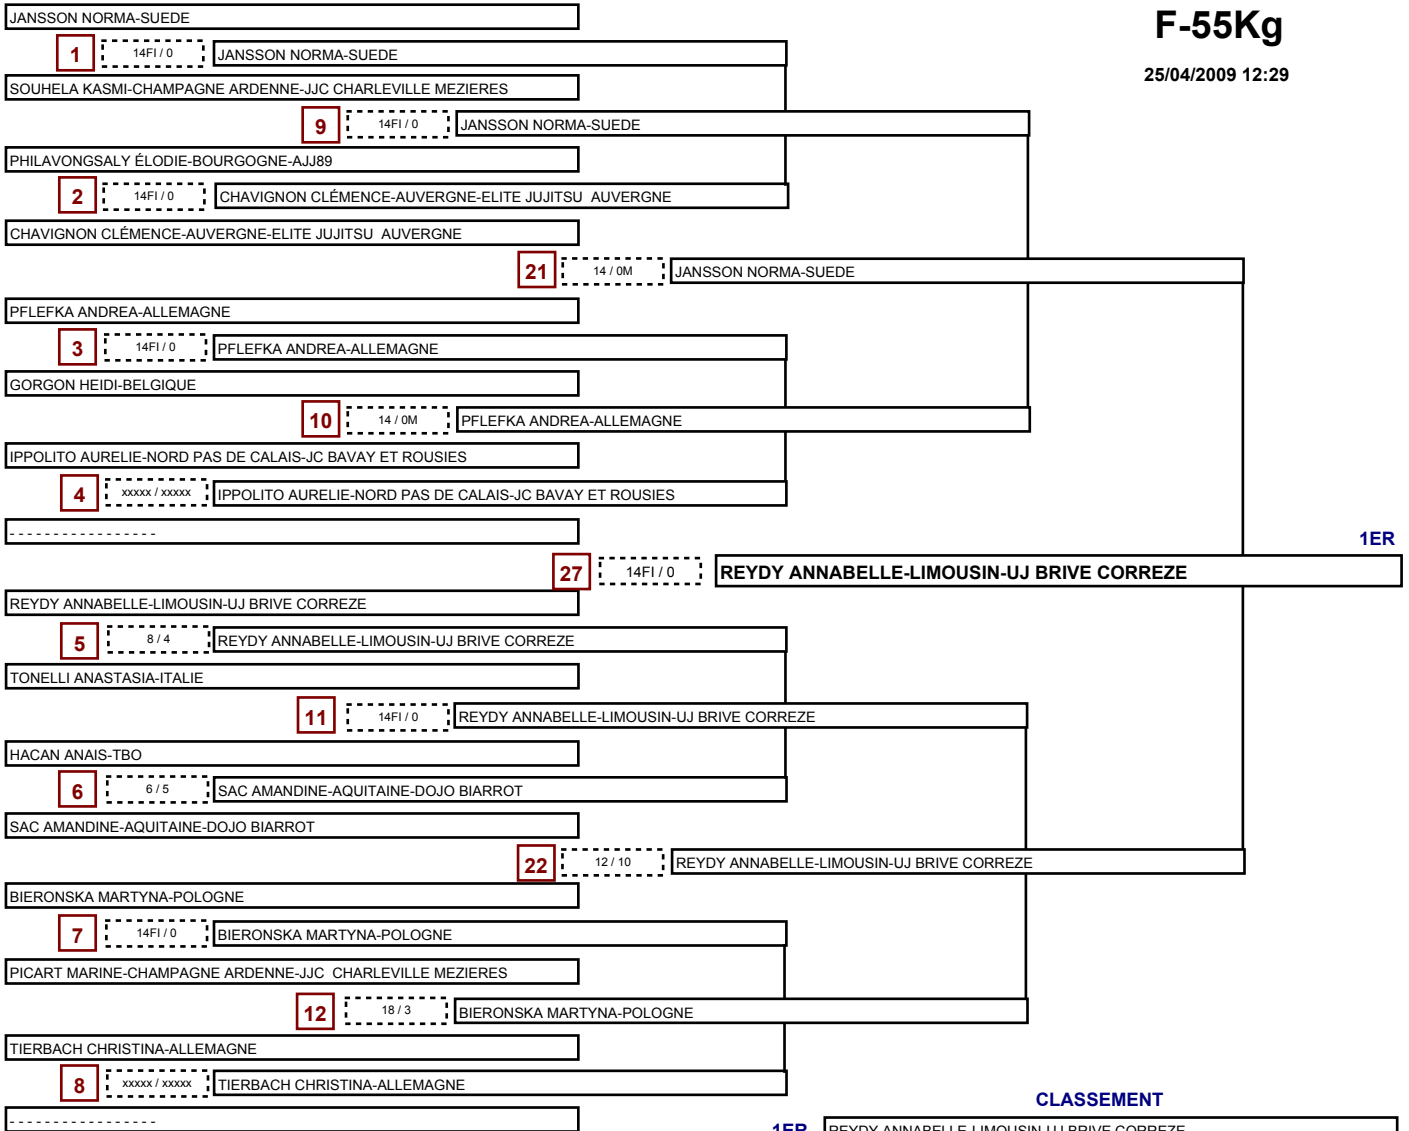 JANSSON NORMA-SUEDE
F-55Kg
1 14FI / 0 JANSSON NORMA-SUEDE
25/04/2009 12:29
SOUHELA KASMI-CHAMPAGNE ARDENNE-JJC CHARLEVILLE MEZIERES
9 14FI / 0 JANSSON NORMA-SUEDE
PHILAVONGSALY ÉLODIE-BOURGOGNE-AJJ89
2 14FI / 0 CHAVIGNON CLÉMENCE-AUVERGNE-ELITE JUJITSU  AUVERGNE
CHAVIGNON CLÉMENCE-AUVERGNE-ELITE JUJITSU  AUVERGNE
21 14 / 0M JANSSON NORMA-SUEDE
PFLEFKA ANDREA-ALLEMAGNE
3 14FI / 0 PFLEFKA ANDREA-ALLEMAGNE
GORGON HEIDI-BELGIQUE
10 14 / 0M PFLEFKA ANDREA-ALLEMAGNE
IPPOLITO AURELIE-NORD PAS DE CALAIS-JC BAVAY ET ROUSIES
4 xxxxx / xxxxx IPPOLITO AURELIE-NORD PAS DE CALAIS-JC BAVAY ET ROUSIES
- - - - - - - - - - - - - - - - -
1ER
27 14FI / 0 REYDY ANNABELLE-LIMOUSIN-UJ BRIVE CORREZE
REYDY ANNABELLE-LIMOUSIN-UJ BRIVE CORREZE
5 8 / 4 REYDY ANNABELLE-LIMOUSIN-UJ BRIVE CORREZE
TONELLI ANASTASIA-ITALIE
11 14FI / 0 REYDY ANNABELLE-LIMOUSIN-UJ BRIVE CORREZE
HACAN ANAIS-TBO
6 6 / 5 SAC AMANDINE-AQUITAINE-DOJO BIARROT
SAC AMANDINE-AQUITAINE-DOJO BIARROT
22 12 / 10 REYDY ANNABELLE-LIMOUSIN-UJ BRIVE CORREZE
BIERONSKA MARTYNA-POLOGNE
7 14FI / 0 BIERONSKA MARTYNA-POLOGNE
PICART MARINE-CHAMPAGNE ARDENNE-JJC  CHARLEVILLE MEZIERES
12 18 / 3 BIERONSKA MARTYNA-POLOGNE
TIERBACH CHRISTINA-ALLEMAGNE
8 xxxxx / xxxxx TIERBACH CHRISTINA-ALLEMAGNE
CLASSEMENT
- - - - - - - - - - - - - - - - -
1ER REYDY ANNABELLE-LIMOUSIN-UJ BRIVE CORREZE